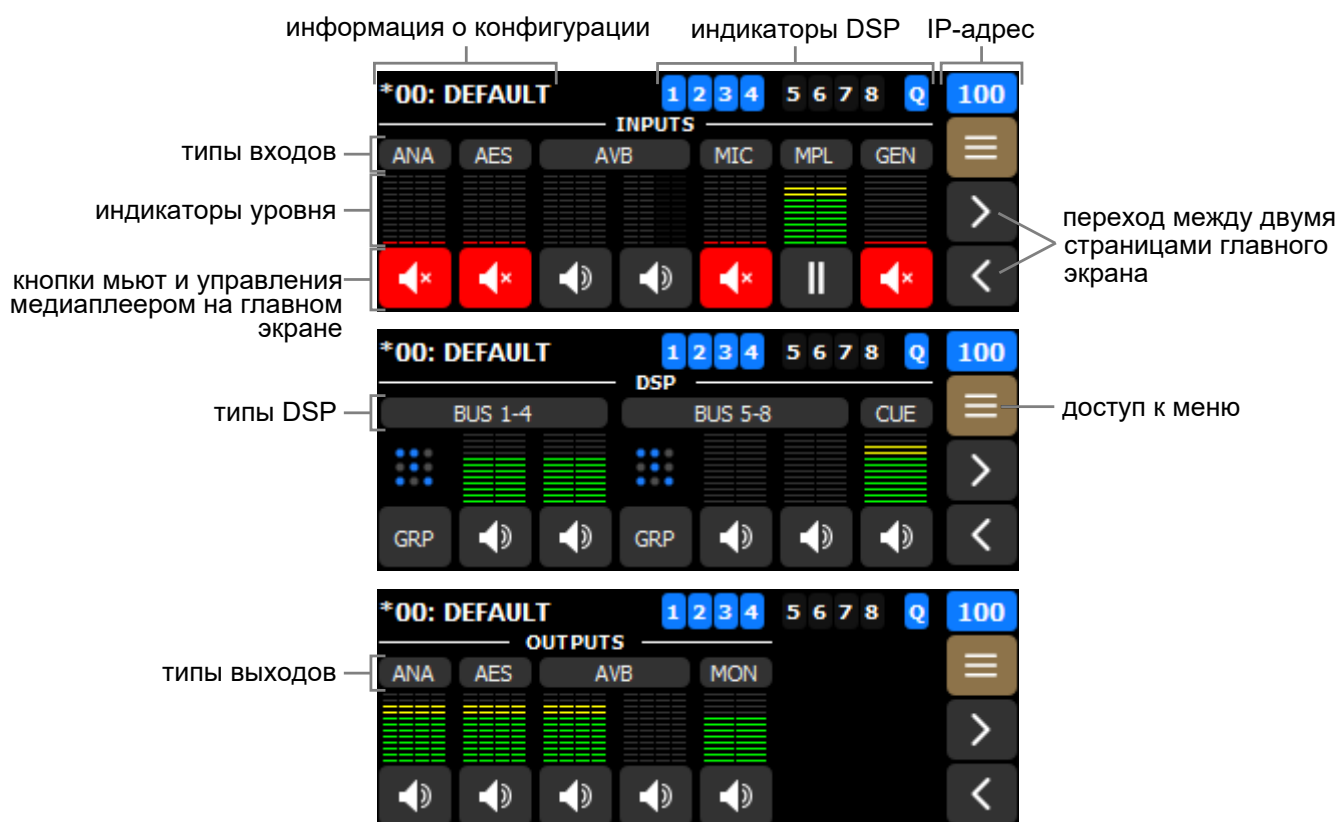 информация о конфигурации индикаторы DSP IP-адрес
*00: DEFAULT 1 2 3 4 5 6 7 8 Q 100
INPUTS
типы входов ANA AES AVB MIC MPL GEN
индикаторы уровня
переход между двумя
страницами главного
экрана
кнопки мьют и управления
медиаплеером на главном
экране
*00: DEFAULT 1 2 3 4 5 6 7 8 Q 100
DSP
типы DSP BUS 1-4 BUS 5-8 CUE доступ к меню
GRP GRP
*00: DEFAULT 1 2 3 4 5 6 7 8 Q 100
OUTPUTS
типы выходов ANA AES AVB MON